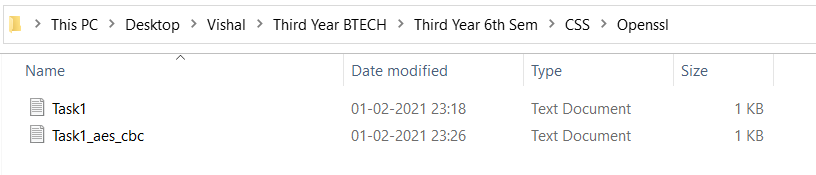 This PC > Desktop > Vishal > Third Year BTECH > Third Year 6th Sem > CSS > Openssl
Name Date modified Type Size
Task1 01-02-2021 23:18 Text Document 1 KB
Task1_aes_cbc 01-02-2021 23:26 Text Document 1 KB